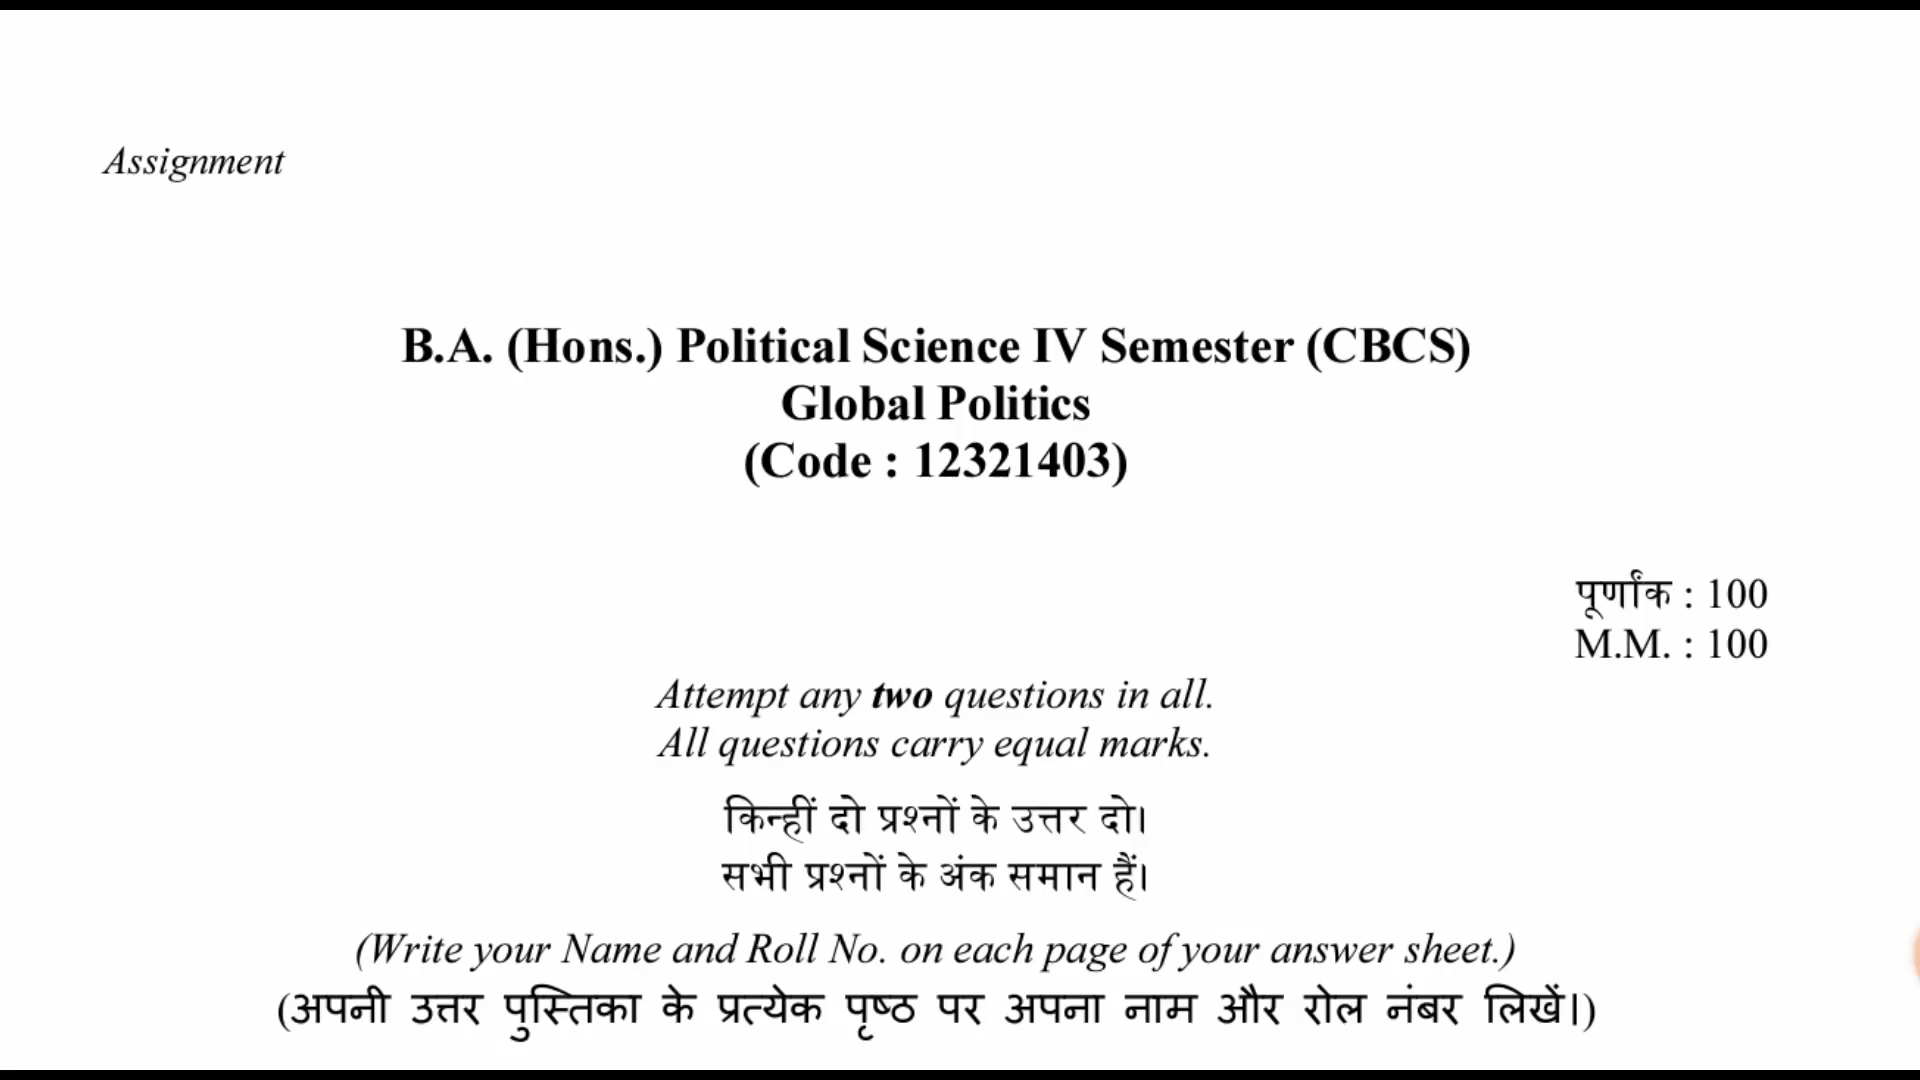 Assignment
B.A. (Hons.) Political Science IV Semester (CBCS)
Global Politics
(Code : 12321403)
पूर्णांक : 100
M.M. : 100
Attempt any two questions in all.
All questions carry equal marks.
किन्हीं दो प्रश्नों के उत्तर दो।
सभी प्रश्नों के अंक समान हैं।
(Write your Name and Roll No. on each page of your answer sheet.)
(अपनी उत्तर पुस्तिका के प्रत्येक पृष्ठ पर अपना नाम और रोल नंबर लिखें।)